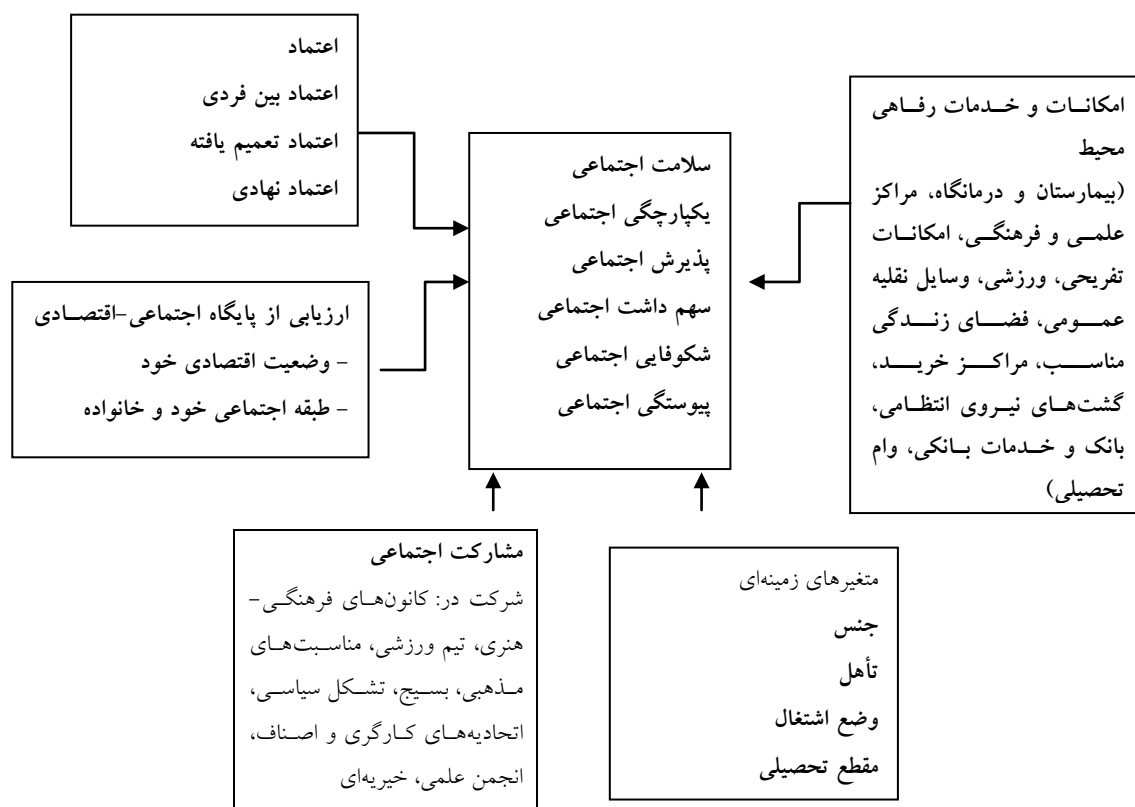 اعتماد
اعتماد بین فردی
اعتماد تعمیم یافته
اعتماد نهادی
امکانات و خدمات رفاهی
محیط
(بیمارستان و درمانگاه، مراکز
علمی و فرهنگی، امکانات
تفریحی، ورزشی، وسایل نقلیه
عمومی، فضای زندگی
مناسب، مراکز خرید،
گشت‌های نیروی انتظامی،
بانک و خدمات بانکی، وام
تحصیلی)
سلامت اجتماعی
یکپارچگی اجتماعی
پذیرش اجتماعی
سهم داشت اجتماعی
شکوفایی اجتماعی
پیوستگی اجتماعی
ارزیابی از پایگاه اجتماعی-اقتصادی
- وضعیت اقتصادی خود
- طبقه اجتماعی خود و خانواده
مشارکت اجتماعی
شرکت در: کانون‌های فرهنگی-
هنری، تیم ورزشی، مناسبت‌های
مذهبی، بسیج، تشکل سیاسی،
اتحادیه‌های کارگری و اصناف،
انجمن علمی، خیریه‌ای
متغیرهای زمینه‌ای
جنس
تأهل
وضع اشتغال
مقطع تحصیلی